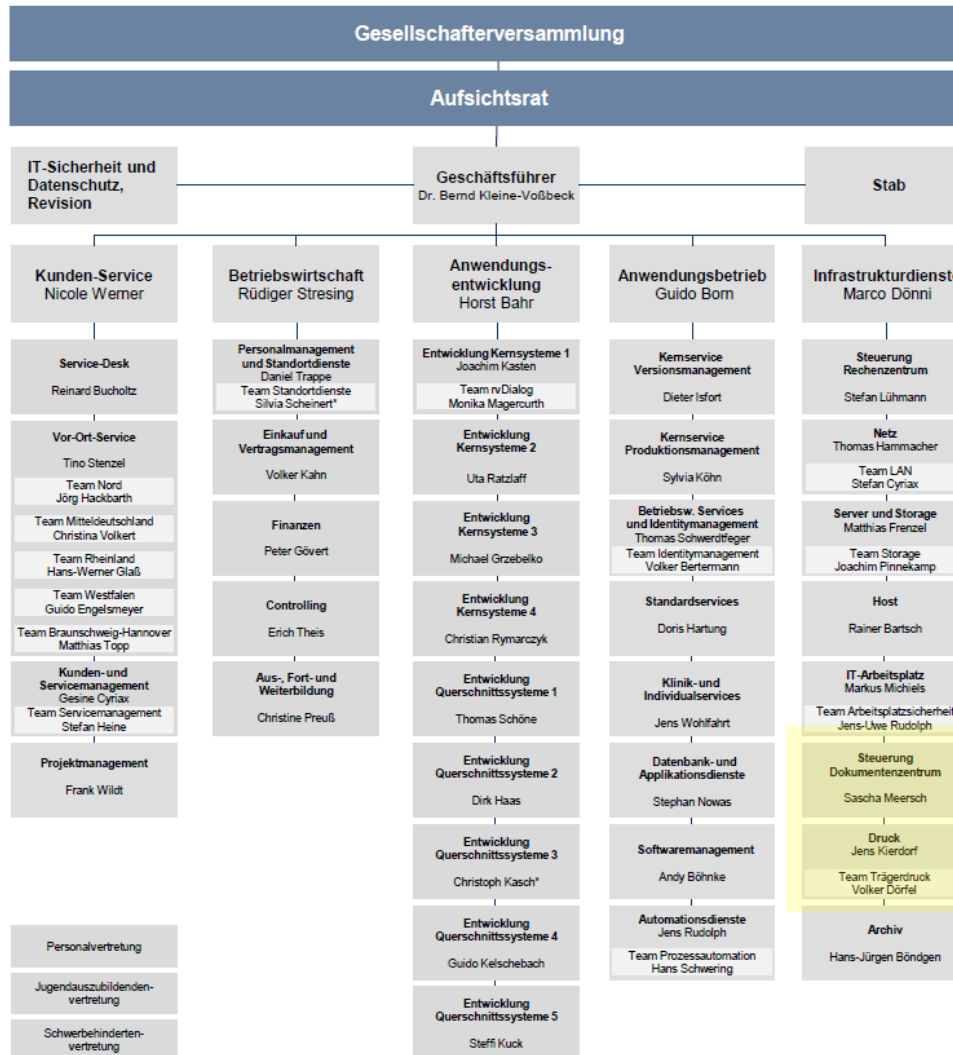 Gesellschafterversammlung
Aufsichtsrat
IT-Sicherheit und
Datenschutz,
Revision
Geschäftsführer
Dr. Bernd Kleine-Voßbeck
Stab
Kunden-Service
Nicole Werner
Betriebswirtschaft
Rüdiger Stresing
Anwendungs-
entwicklung
Horst Bahr
Anwendungsbetrieb
Guido Born
Infrastrukturdienste
Marco Dönni
Service-Desk
Reinard Bucholtz
Vor-Ort-Service
Tino Stenzel
Team Nord
Jörg Hackbarth
Team Mitteldeutschland
Christina Volkert
Team Rheinland
Hans-Werner Glaß
Team Westfalen
Guido Engelsmeyer
Team Braunschweig-Hannover
Matthias Topp
Kunden- und
Servicemanagement
Gesine Cyriax
Team Servicemanagement
Stefan Heine
Projektmanagement
Frank Wildt
Personalmanagement
und Standortdienste
Daniel Trappe
Team Standortdienste
Silvia Scheinert*
Einkauf und
Vertragsmanagement
Volker Kahn
Finanzen
Peter Gövert
Controlling
Erich Theis
Aus-, Fort- und
Weiterbildung
Christine Preuß
Entwicklung Kernsysteme 1
Joachim Kasten
Team rvDialog
Monika Magercurth
Entwicklung
Kernsysteme 2
Uta Ratzlaff
Entwicklung
Kernsysteme 3
Michael Grzebelko
Entwicklung
Kernsysteme 4
Christian Rymarczyk
Entwicklung
Querschnittssysteme 1
Thomas Schöne
Entwicklung
Querschnittssysteme 2
Dirk Haas
Entwicklung
Querschnittssysteme 3
Christoph Kasch*
Entwicklung
Querschnittssysteme 4
Guido Kelschebach
Entwicklung
Querschnittssysteme 5
Steffi Kuck
Kernservice
Versionsmanagement
Dieter Isfort
Kernservice
Produktionsmanagement
Sylvia Köhn
Betriebsw. Services
und Identitymanagement
Thomas Schwerdtfeger
Team Identitymanagement
Volker Bertermann
Standardservices
Doris Hartung
Klinik- und
Individualservices
Jens Wohlfahrt
Datenbank- und
Applikationsdienste
Stephan Nowas
Softwaremanagement
Andy Böhnke
Automationsdienste
Jens Rudolph
Team Prozessautomation
Hans Schwering
Steuerung
Rechenzentrum
Stefan Lühmann
Netz
Thomas Hammacher
Team LAN
Stefan Cyriax
Server und Storage
Matthias Frenzel
Team Storage
Joachim Pinnekamp
Host
Rainer Bartsch
IT-Arbeitsplatz
Markus Michiels
Team Arbeitsplatzsicherheit
Jens-Uwe Rudolph
Steuerung
Dokumentenzentrum
Sascha Meersch
Druck
Jens Kierdorf
Team Trägerdruck
Volker Dörfel
Archiv
Hans-Jürgen Böndgen
Personalvertretung
Jugendauszubildenden-
vertretung
Schwerbehinderten-
vertretung